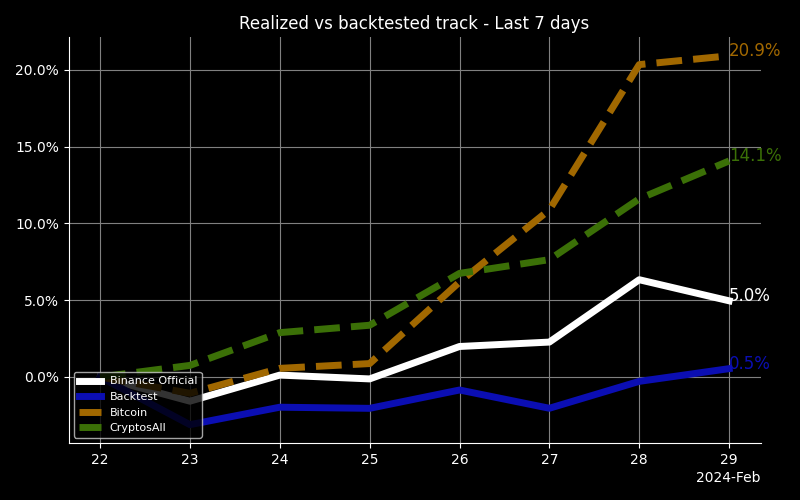 Realized vs backtested track - Last 7 days
20.9%
20.0%
15.0%
14.1%
10.0%
5.0%
5.0%
0.5%
0.0%
Binance Official
Backtest
Bitcoin
CryptosAll
22 23 24 25 26 27 28 29
2024-Feb